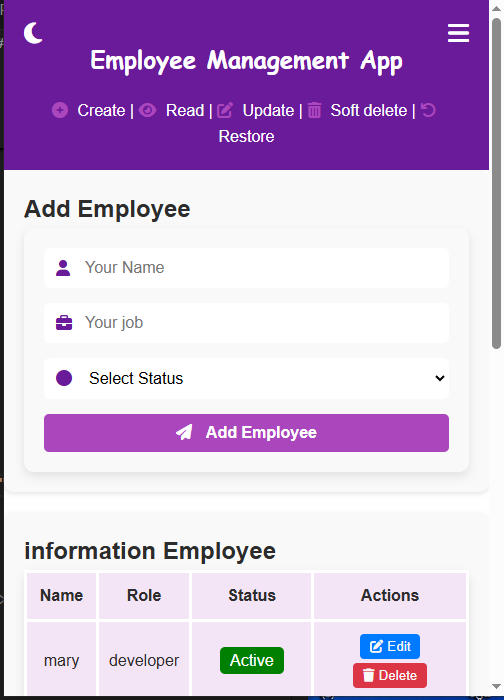 Employee Management App
Create | Read | Update | Soft delete |
Restore
Add Employee
Your Name
Your job
Select Status
Add Employee
information Employee
Name Role Status Actions
mary developer Active Edit
Delete